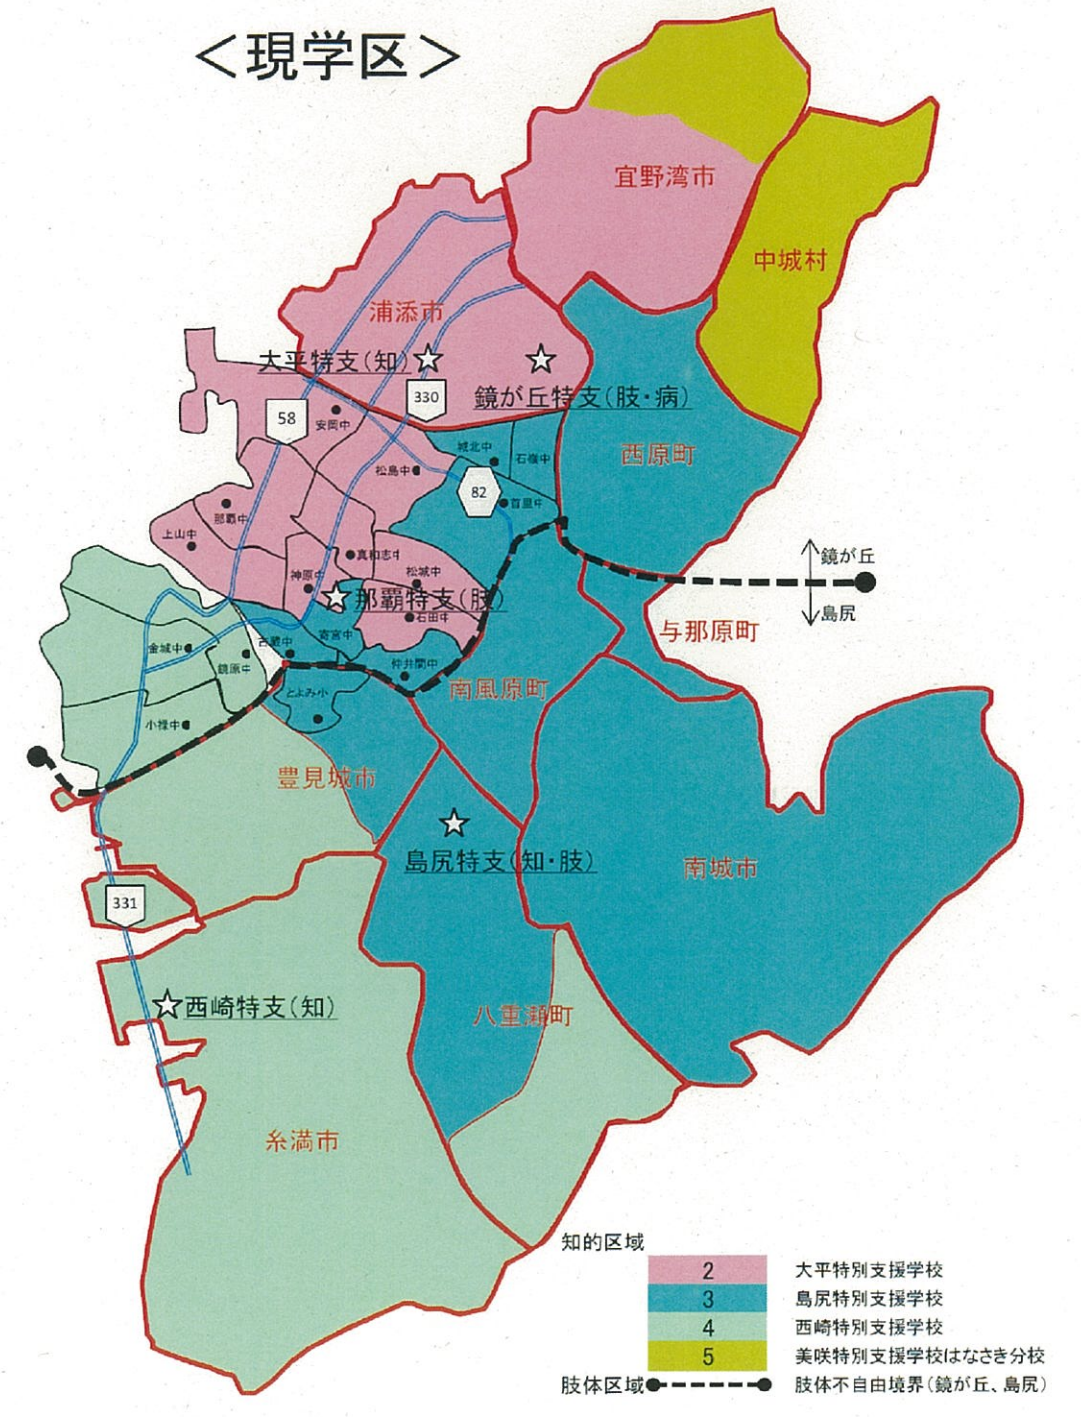 ＜現学区＞
宜野湾市
中城村
浦添市
大平特支（知）
330
鏡が丘特支（肢・病）
58
安岡中
城北中
石嶺中
西原町
松島中
82
首里中
那覇中
上山中
真和志中
鏡が丘
松城中
神原中
那覇特支（肢）
島尻
石田中
与那原町
古蔵中
寄宮中
金城中
鏡原中
仲井間中
南風原町
とよみ小
小禄中
豊見城市
島尻特支（知・肢）
南城市
331
西崎特支（知）
八重瀬町
糸満市
知的区域
2 大平特別支援学校
3 島尻特別支援学校
4 西崎特別支援学校
5 美咲特別支援学校はなさき分校
肢体区域 肢体不自由境界（鏡が丘、島尻）